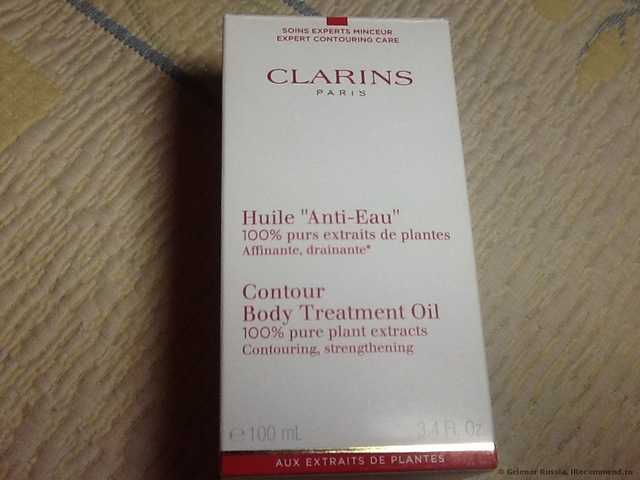 SOINS EXPERTS MINCEUR
EXPERT CONTOURING CARE
CLARINS
PARIS
Huile "Anti-Eau"
100% purs extraits de plantes
Affinante, drainante*
Contour
Body Treatment Oil
100% pure plant extracts
Contouring, strengthening
℮ 100 mL 3.4 Fl. Oz.
AUX EXTRAITS DE PLANTES
© Grienor Russia, iRecommend.ru